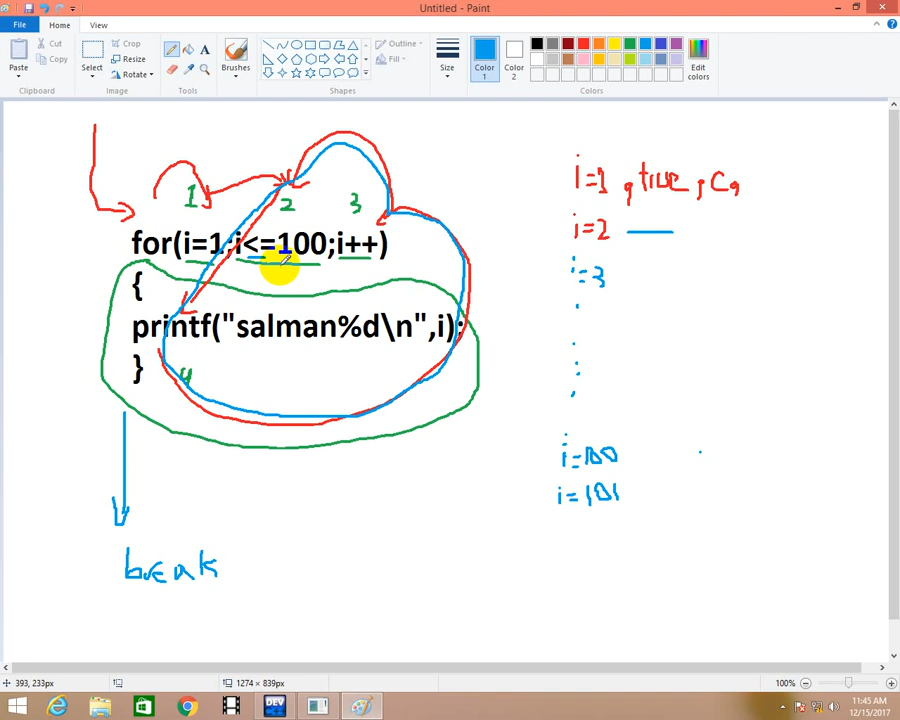 Untitled - Paint
File Home View
Paste Cut Copy Select Crop Resize Rotate Brushes Outline Fill Size Color 1 Color 2 Edit colors
Clipboard Image Tools Shapes Colors
1 2 3
for(i=1;i<=100;i++)
{
printf("salman%d\n",i);
}
4
break
i=1 , true , c,
i=2
i=3
i=100
i=101
393, 233px 1274 × 839px 100%
DEV
11:45 AM
12/15/2017